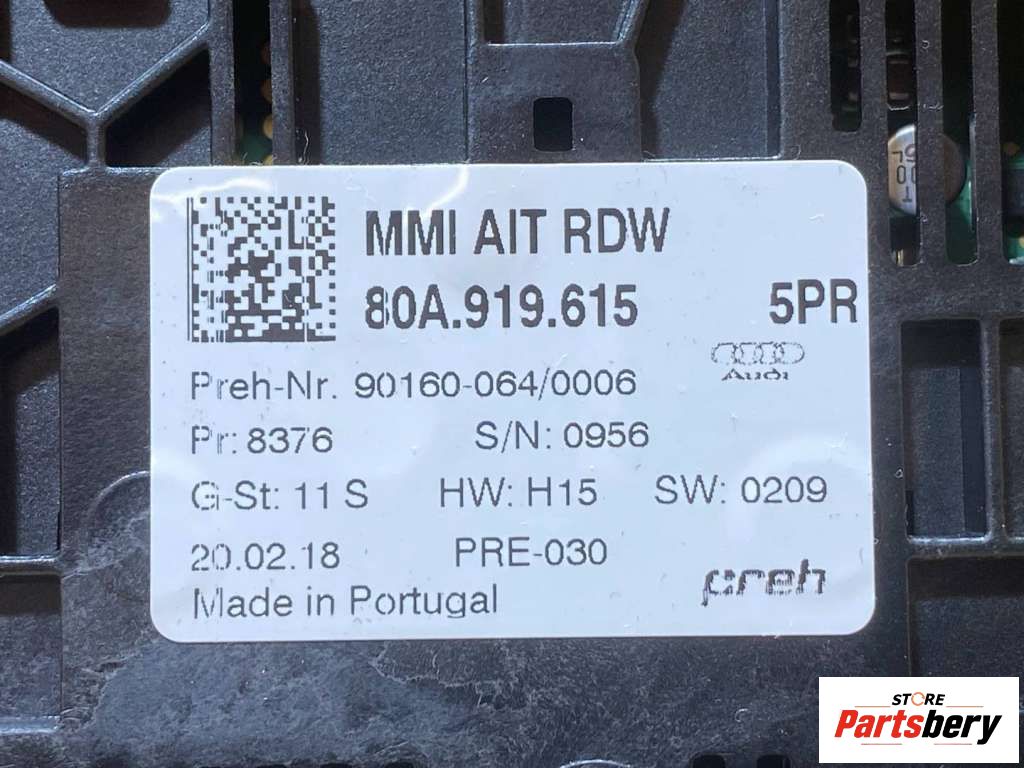 MMI AIT RDW
80A.919.615 5PR
Audi
Preh-Nr. 90160-064/0006
Pr: 8376 S/N: 0956
G-St: 11 S HW: H15 SW: 0209
20.02.18 PRE-030
Made in Portugal preh
STORE
Partsbery